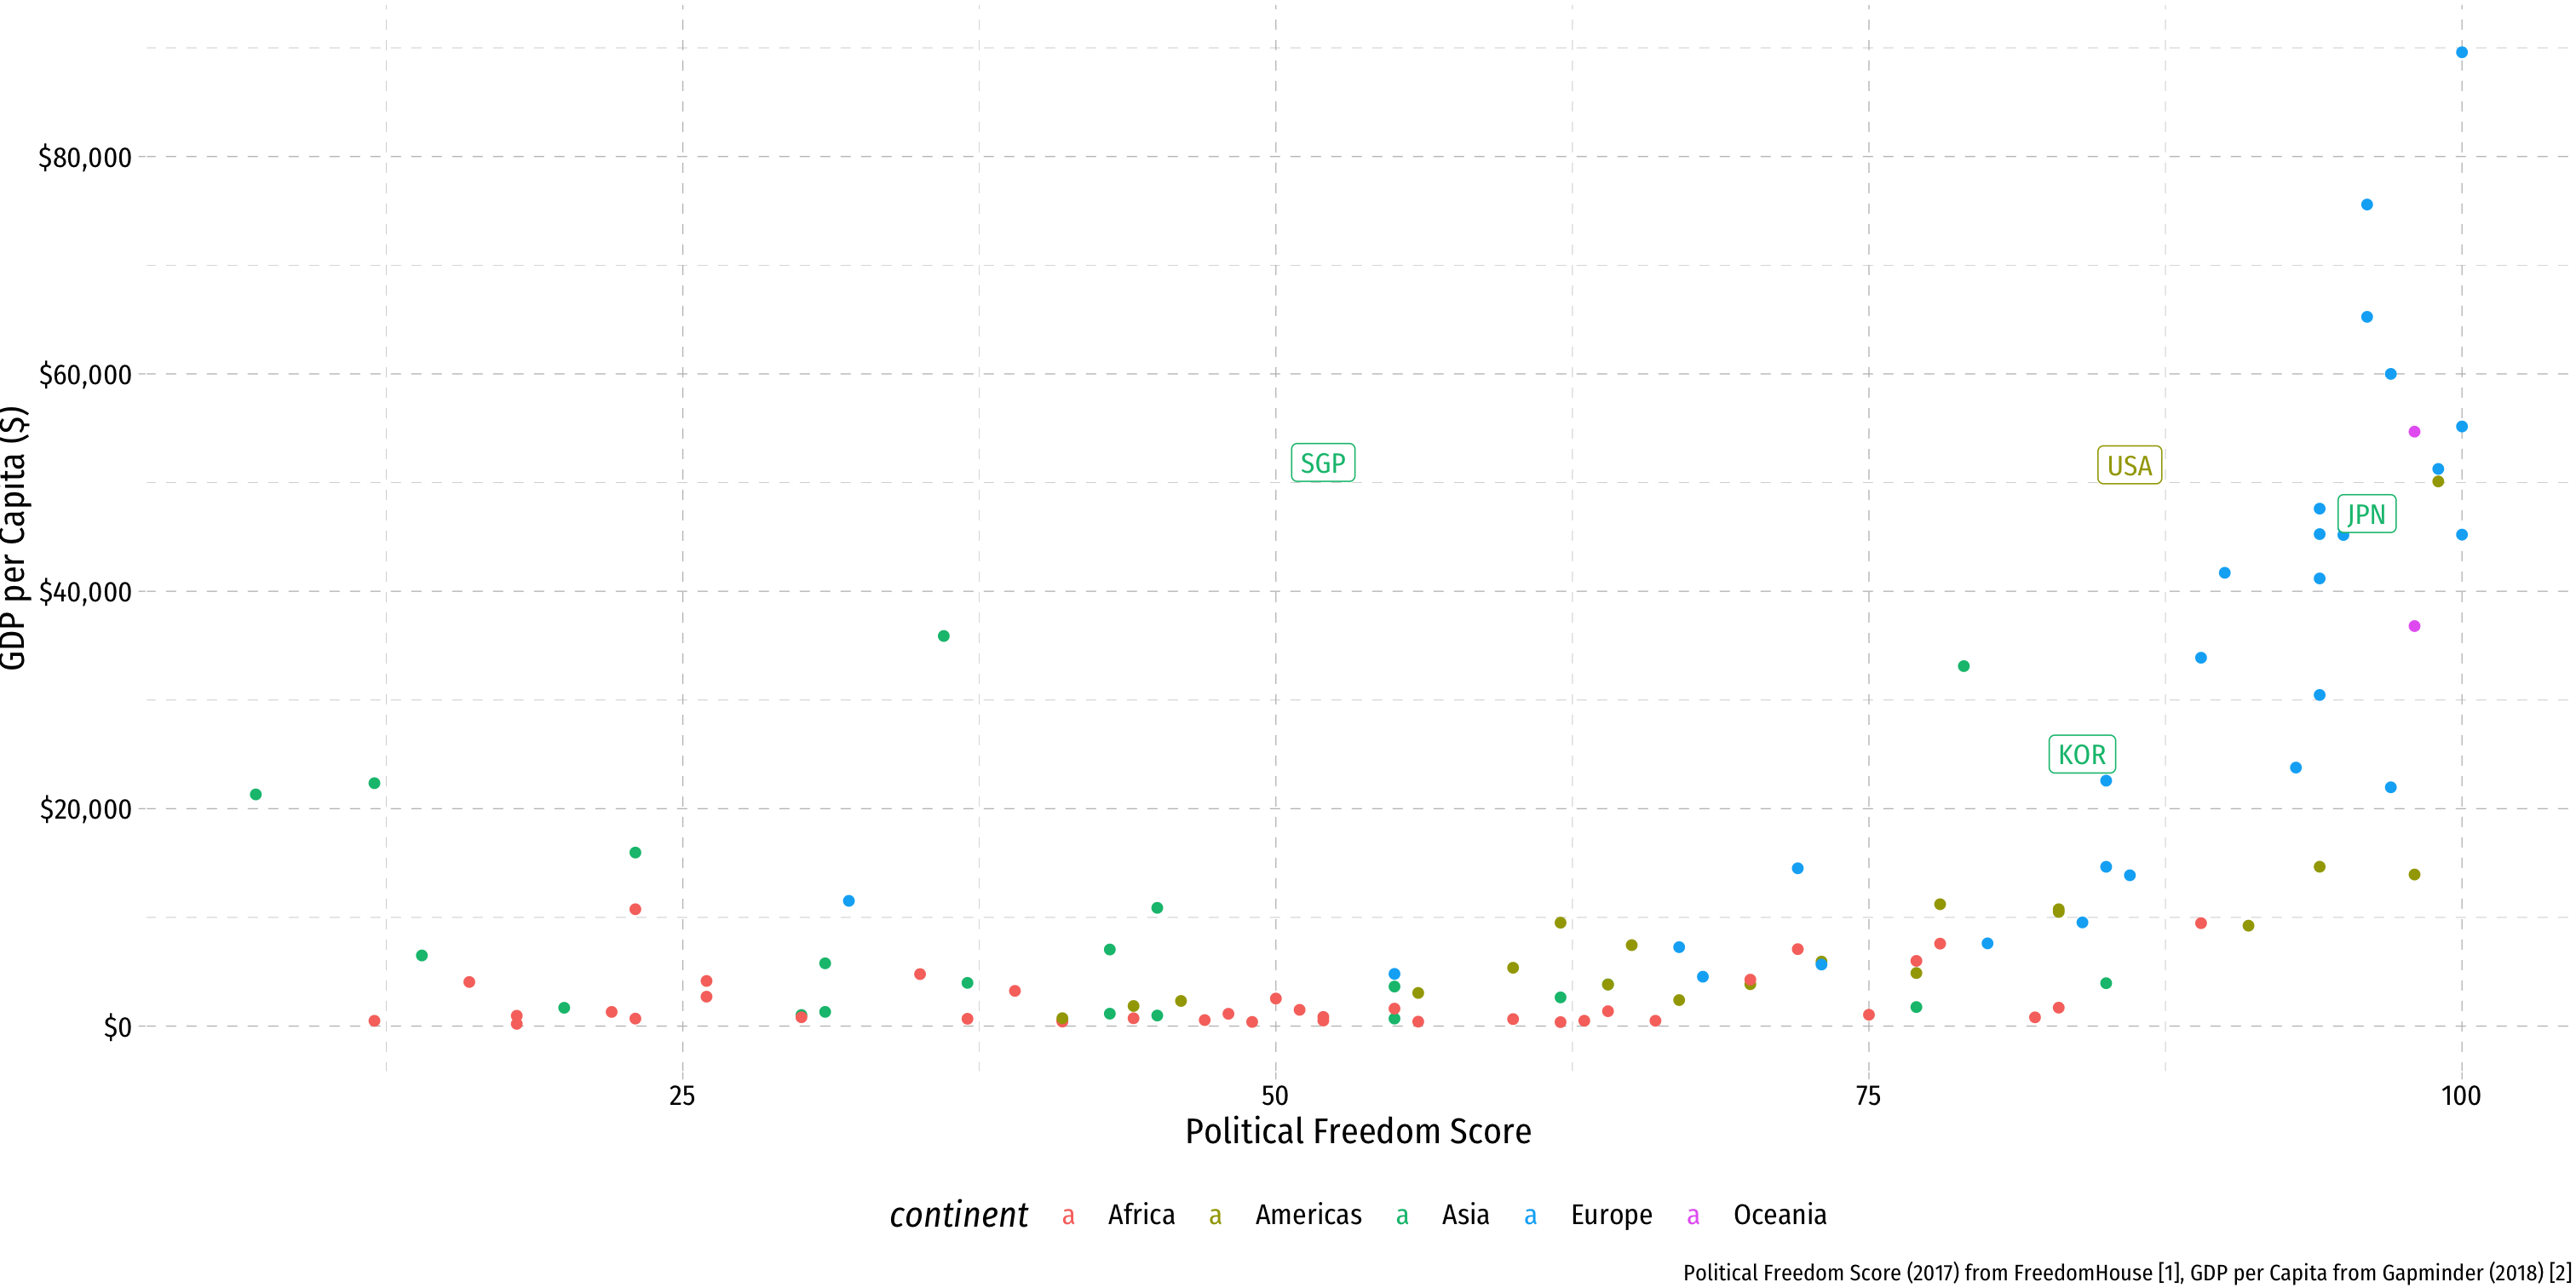 GDP per Capita ($)
$80,000
$60,000
$40,000
$20,000
$0
SGP
USA
JPN
KOR
25 50 75 100
Political Freedom Score
continent a Africa a Americas a Asia a Europe a Oceania
Political Freedom Score (2017) from FreedomHouse [1], GDP per Capita from Gapminder (2018) [2]